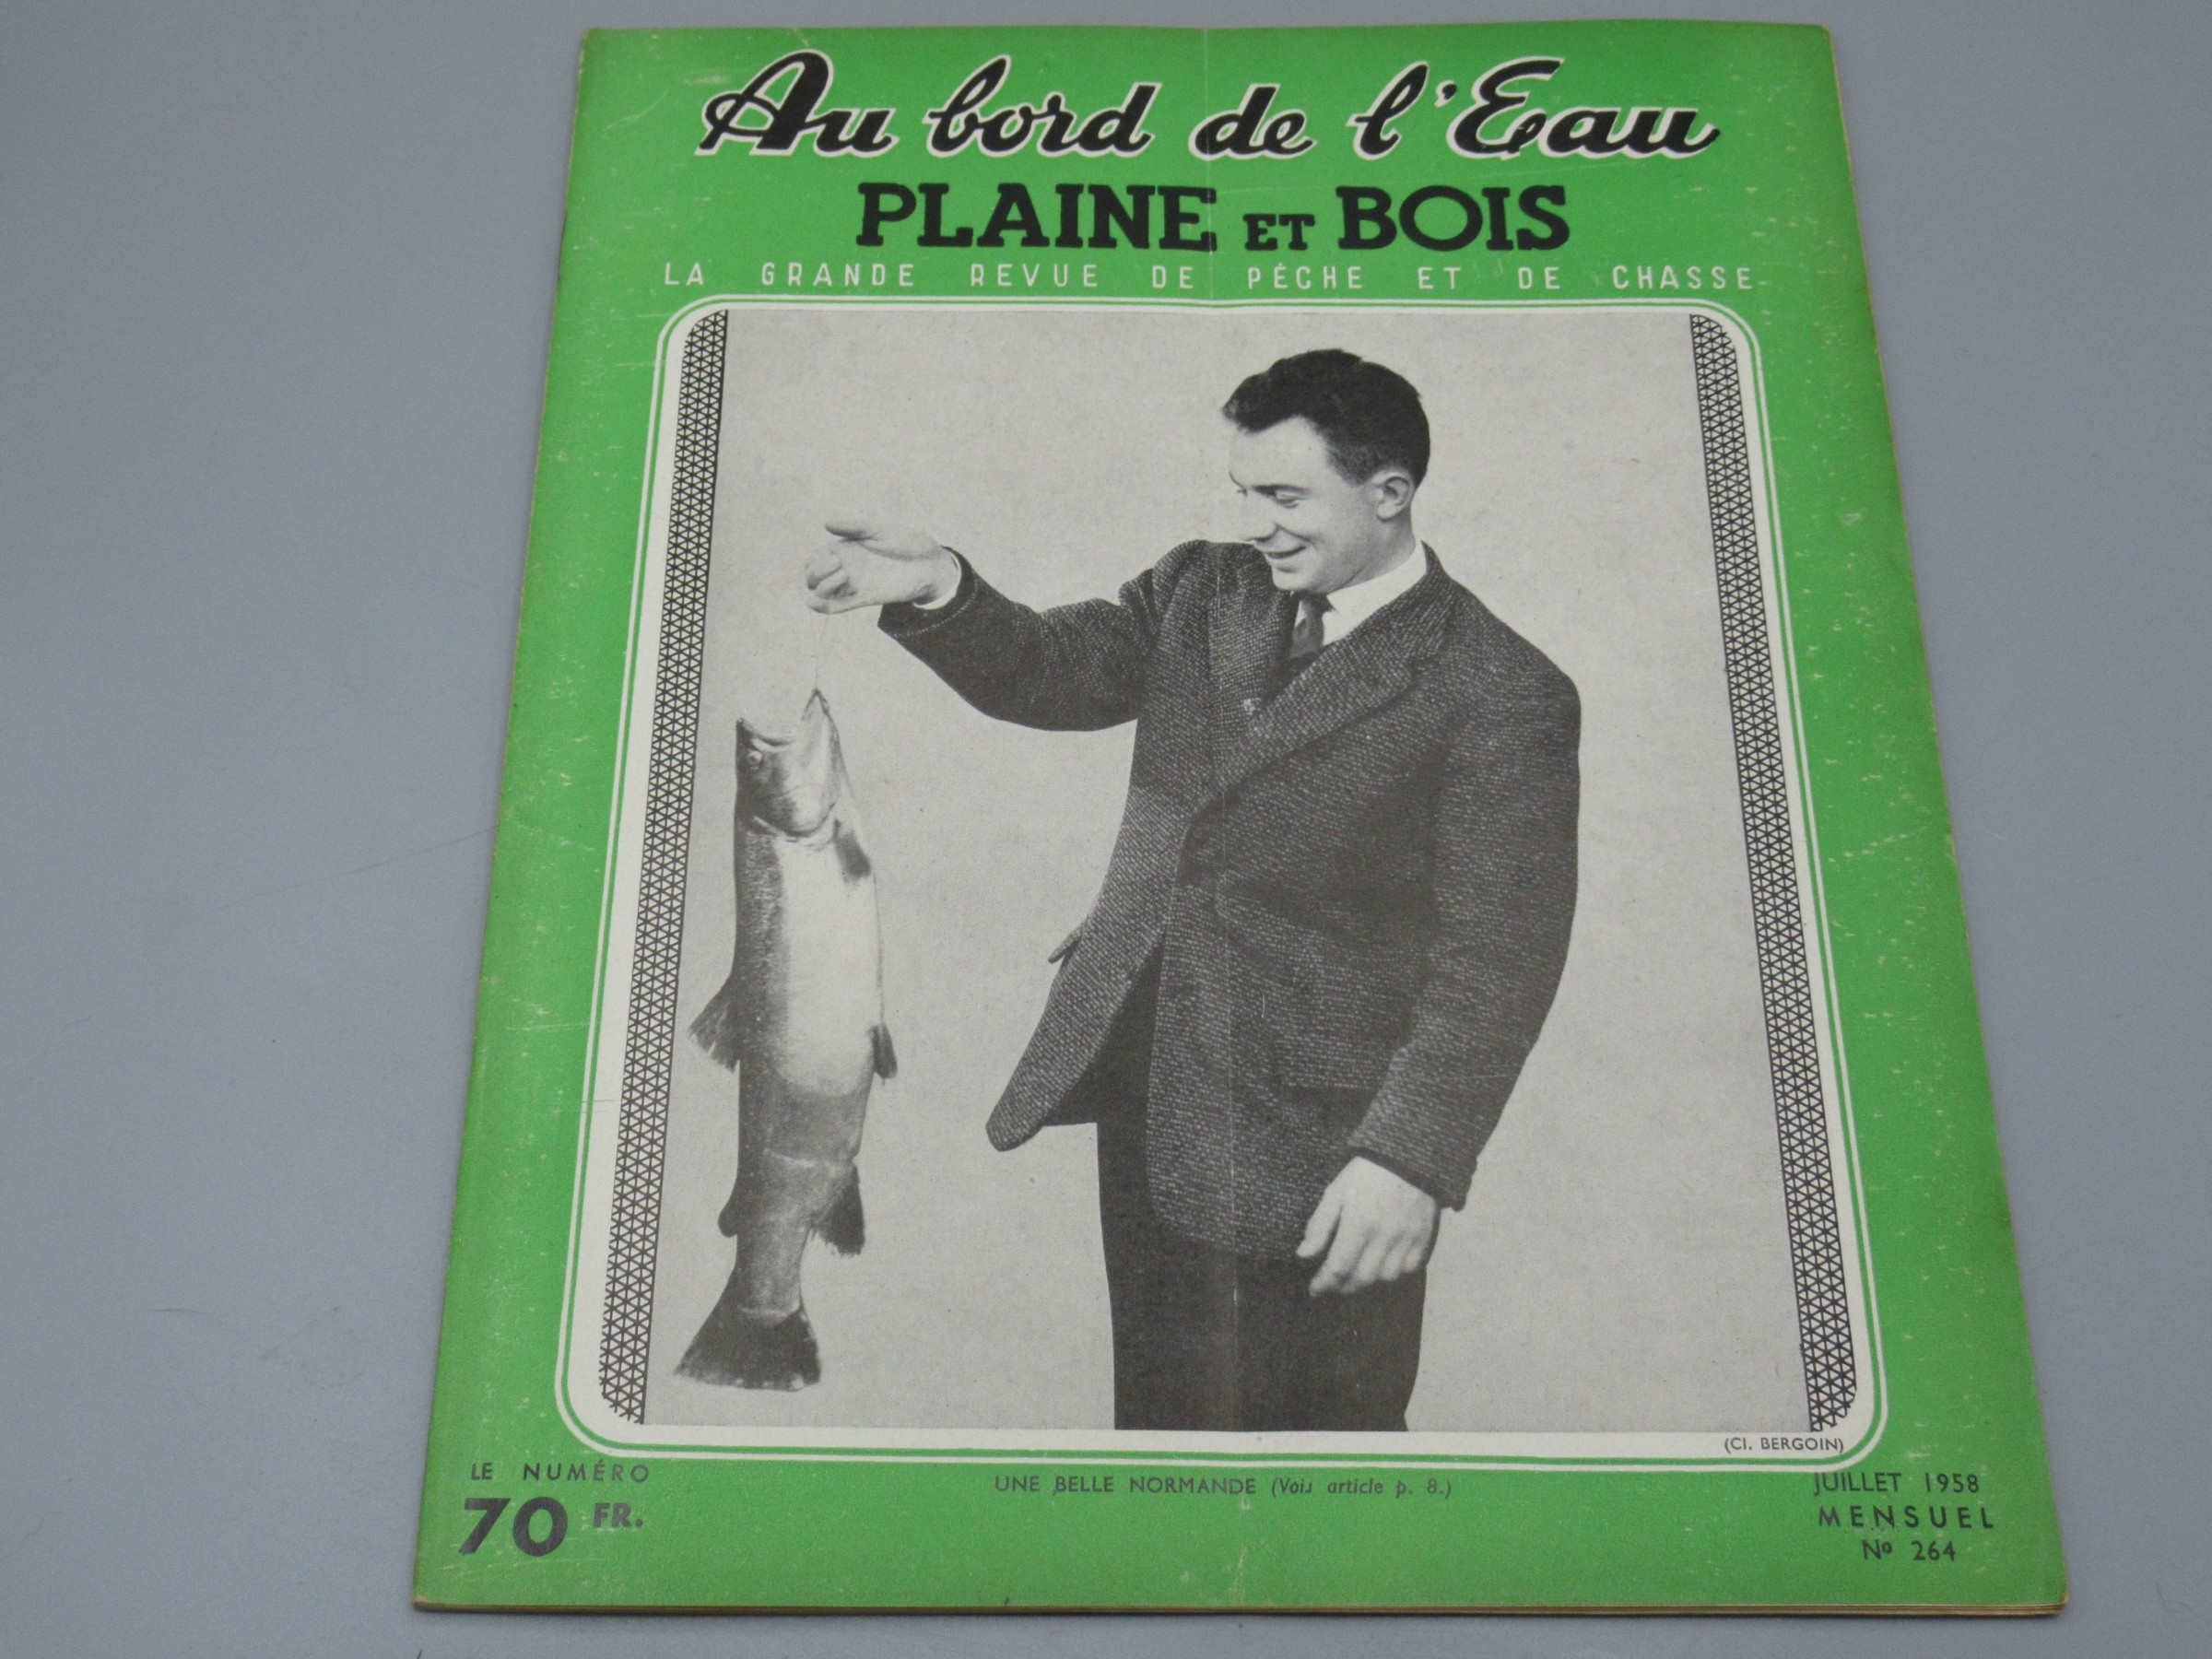 Au bord de l'Eau
PLAINE ET BOIS
LA GRANDE REVUE DE PÊCHE ET DE CHASSE
(Cl. BERGOIN)
LE NUMÉRO
70 FR.
UNE BELLE NORMANDE (Voir article p. 8.)
JUILLET 1958
MENSUEL
Nº 264